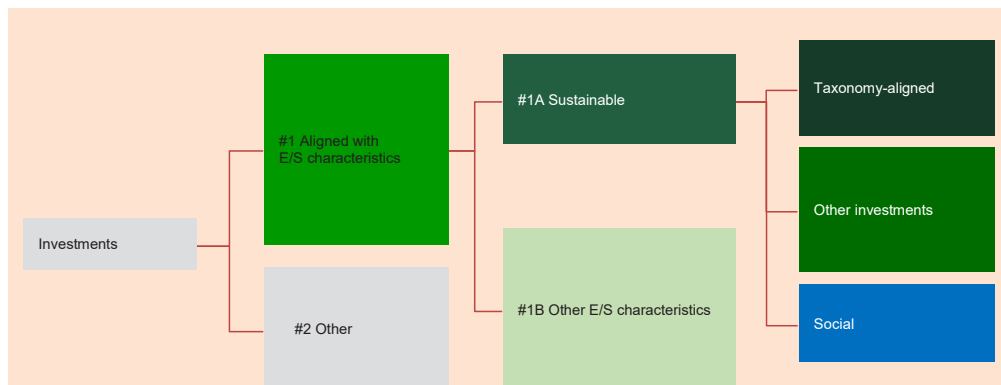 Investments
#1 Aligned with
E/S characteristics
#2 Other
#1A Sustainable
#1B Other E/S characteristics
Taxonomy-aligned
Other investments
Social